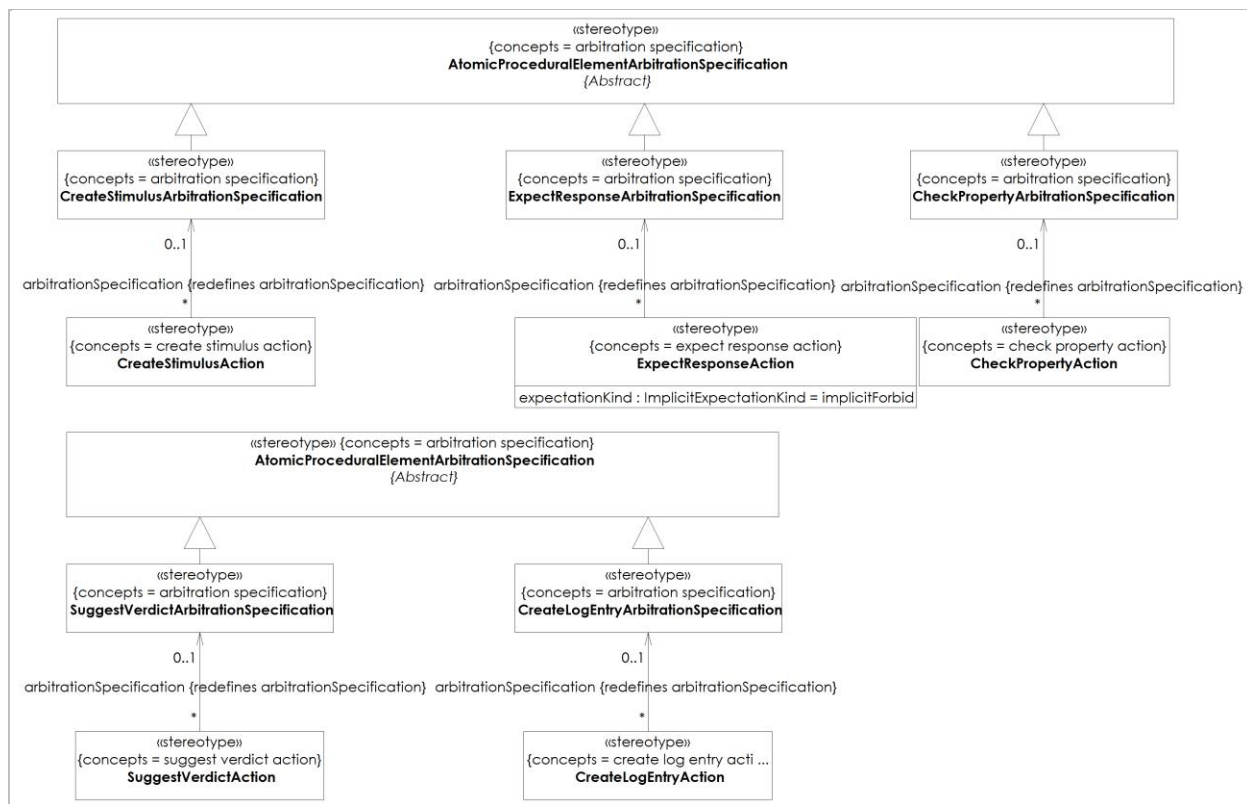 «stereotype»
{concepts = arbitration specification}
AtomicProceduralElementArbitrationSpecification
{Abstract}
«stereotype»
{concepts = arbitration specification}
CreateStimulusArbitrationSpecification
«stereotype»
{concepts = arbitration specification}
ExpectResponseArbitrationSpecification
«stereotype»
{concepts = arbitration specification}
CheckPropertyArbitrationSpecification
0..1
0..1
0..1
arbitrationSpecification {redefines arbitrationSpecification}
arbitrationSpecification {redefines arbitrationSpecification}
arbitrationSpecification {redefines arbitrationSpecification}
*
*
*
«stereotype»
{concepts = create stimulus action}
CreateStimulusAction
«stereotype»
{concepts = expect response action}
ExpectResponseAction
expectationKind : ImplicitExpectationKind = implicitForbid
«stereotype»
{concepts = check property action}
CheckPropertyAction
«stereotype» {concepts = arbitration specification}
AtomicProceduralElementArbitrationSpecification
{Abstract}
«stereotype»
{concepts = arbitration specification}
SuggestVerdictArbitrationSpecification
«stereotype»
{concepts = arbitration specification}
CreateLogEntryArbitrationSpecification
0..1
0..1
arbitrationSpecification {redefines arbitrationSpecification}
arbitrationSpecification {redefines arbitrationSpecification}
*
*
«stereotype»
{concepts = suggest verdict action}
SuggestVerdictAction
«stereotype»
{concepts = create log entry acti ...
CreateLogEntryAction